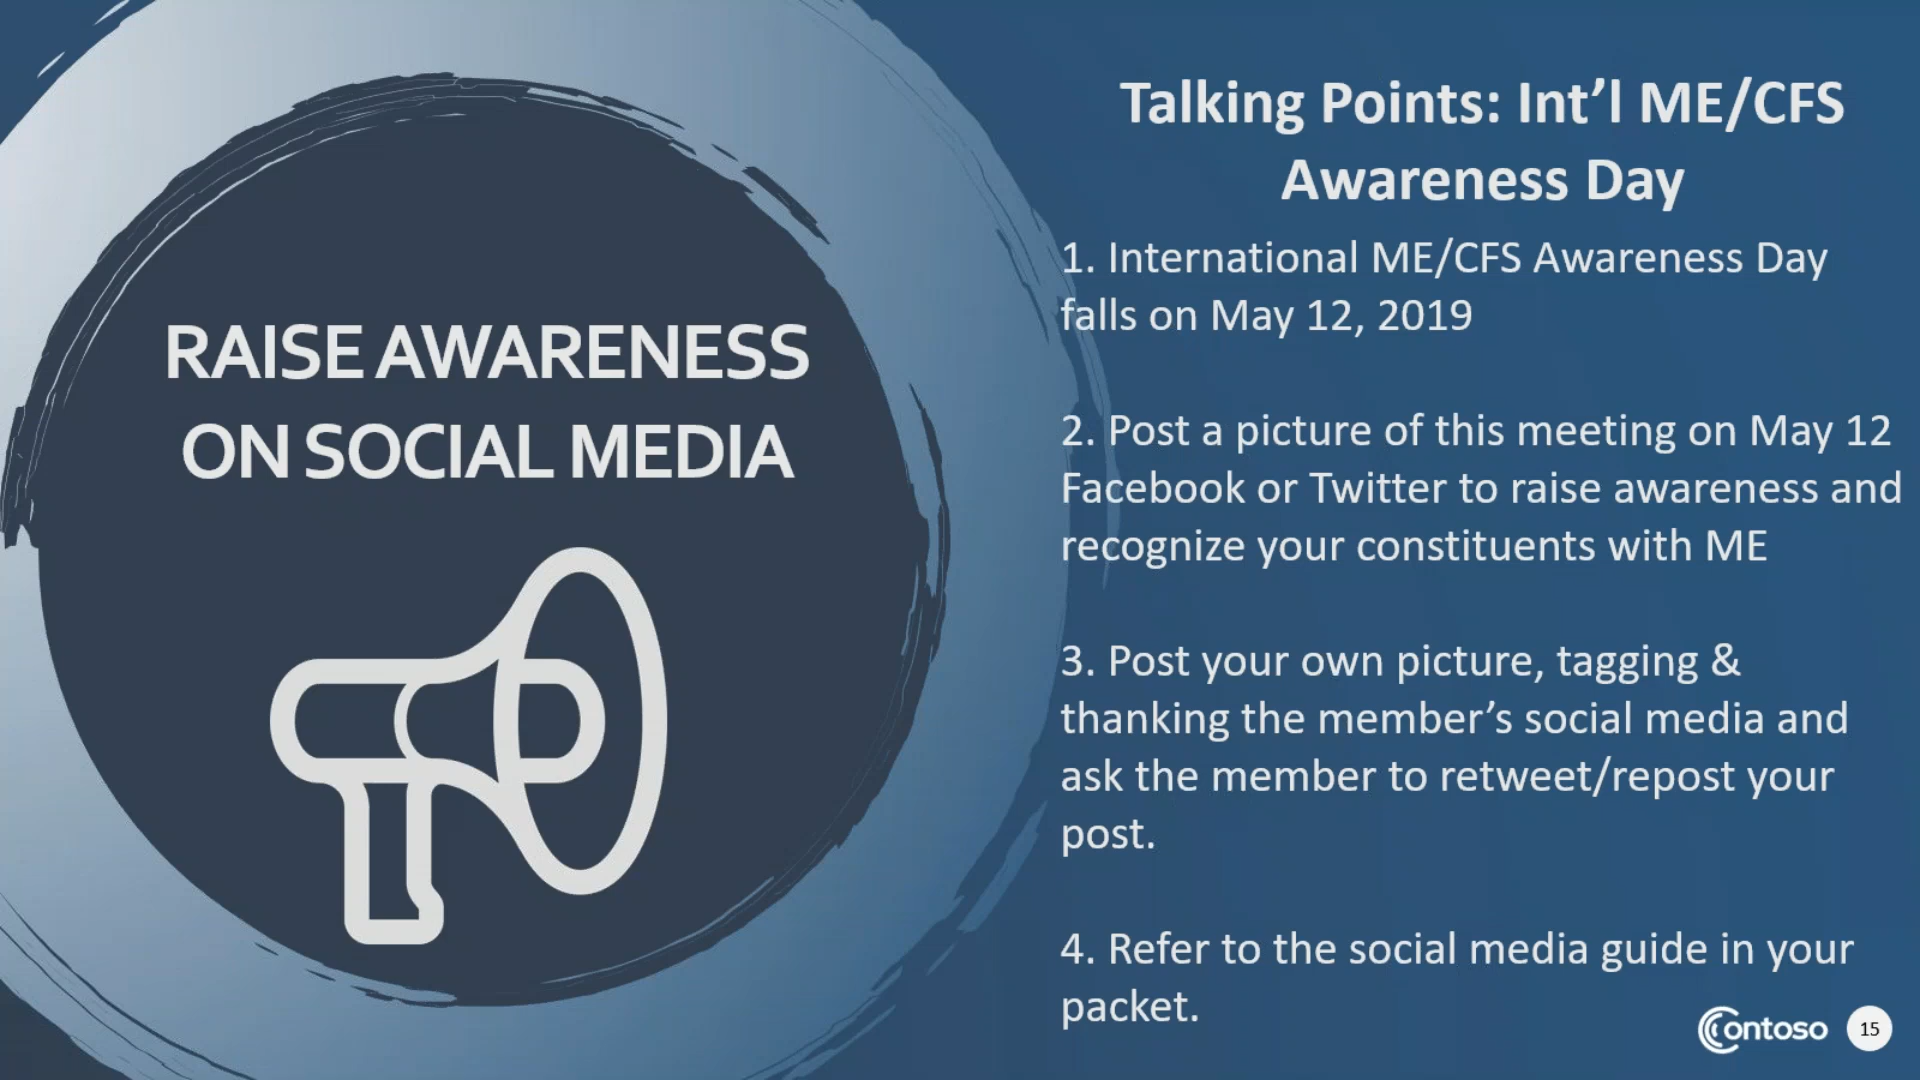 RAISE AWARENESS
ON SOCIAL MEDIA
Talking Points: Int’l ME/CFS
Awareness Day
1. International ME/CFS Awareness Day
falls on May 12, 2019
2. Post a picture of this meeting on May 12
Facebook or Twitter to raise awareness and
recognize your constituents with ME
3. Post your own picture, tagging &
thanking the member’s social media and
ask the member to retweet/repost your
post.
4. Refer to the social media guide in your
packet.
Contoso
15